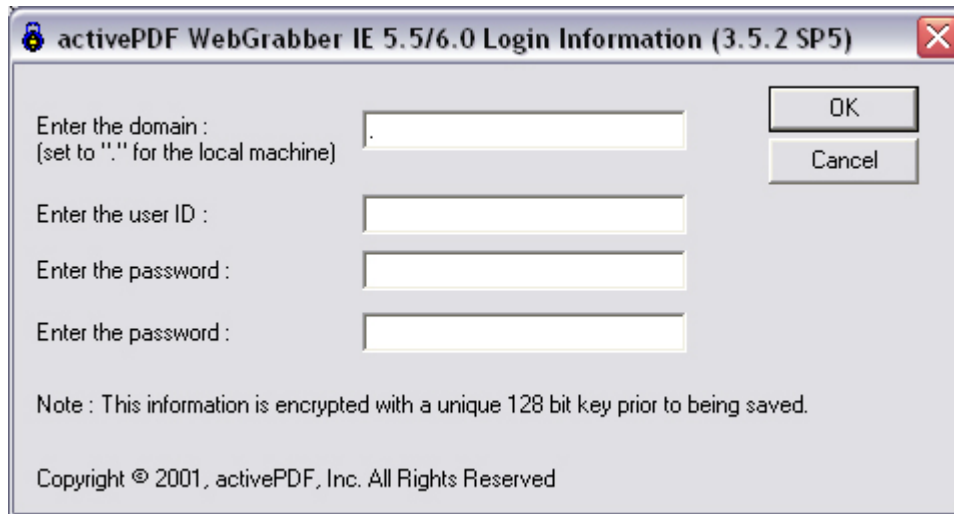 activePDF WebGrabber IE 5.5/6.0 Login Information (3.5.2 SP5)
Enter the domain :
(set to "." for the local machine)
.
OK
Cancel
Enter the user ID :
Enter the password :
Enter the password :
Note : This information is encrypted with a unique 128 bit key prior to being saved.
Copyright © 2001, activePDF, Inc. All Rights Reserved